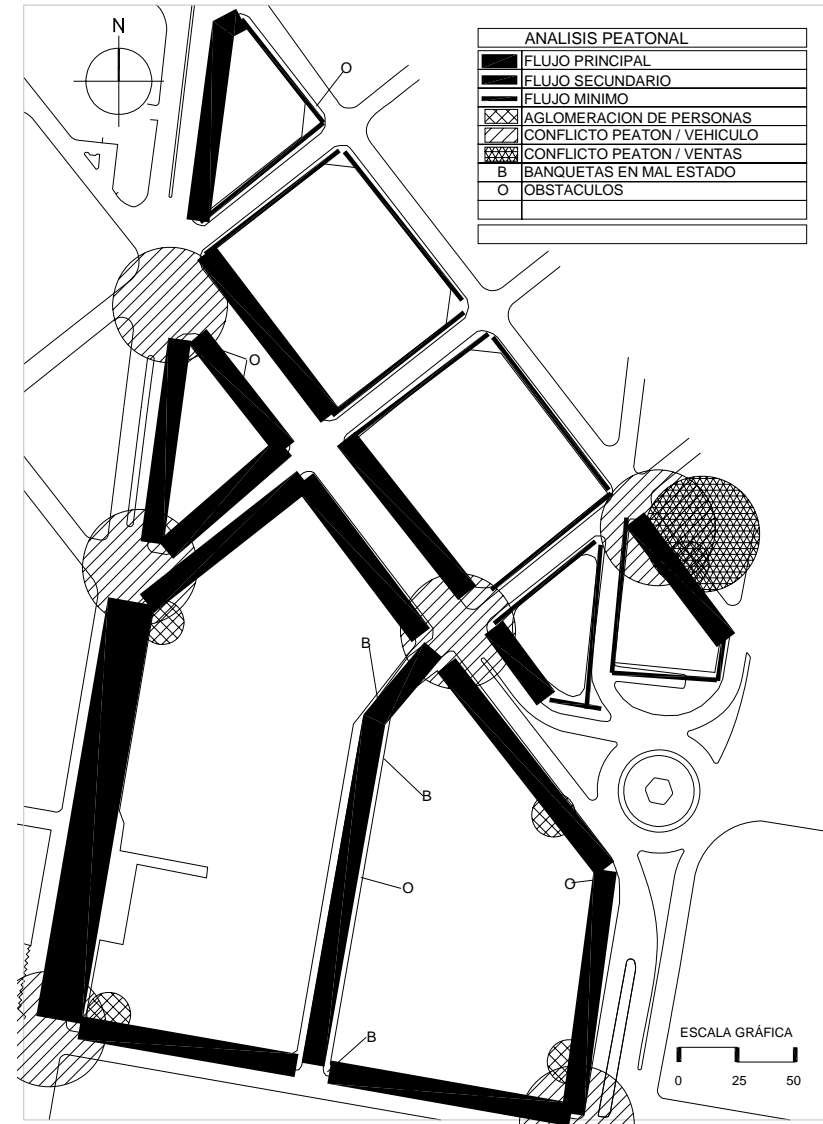 N
ANALISIS PEATONAL
FLUJO PRINCIPAL
FLUJO SECUNDARIO
FLUJO MINIMO
AGLOMERACION DE PERSONAS
CONFLICTO PEATON / VEHICULO
CONFLICTO PEATON / VENTAS
B BANQUETAS EN MAL ESTADO
O OBSTACULOS
O
O
B
B
O
O
B
ESCALA GRÁFICA
0 25 50